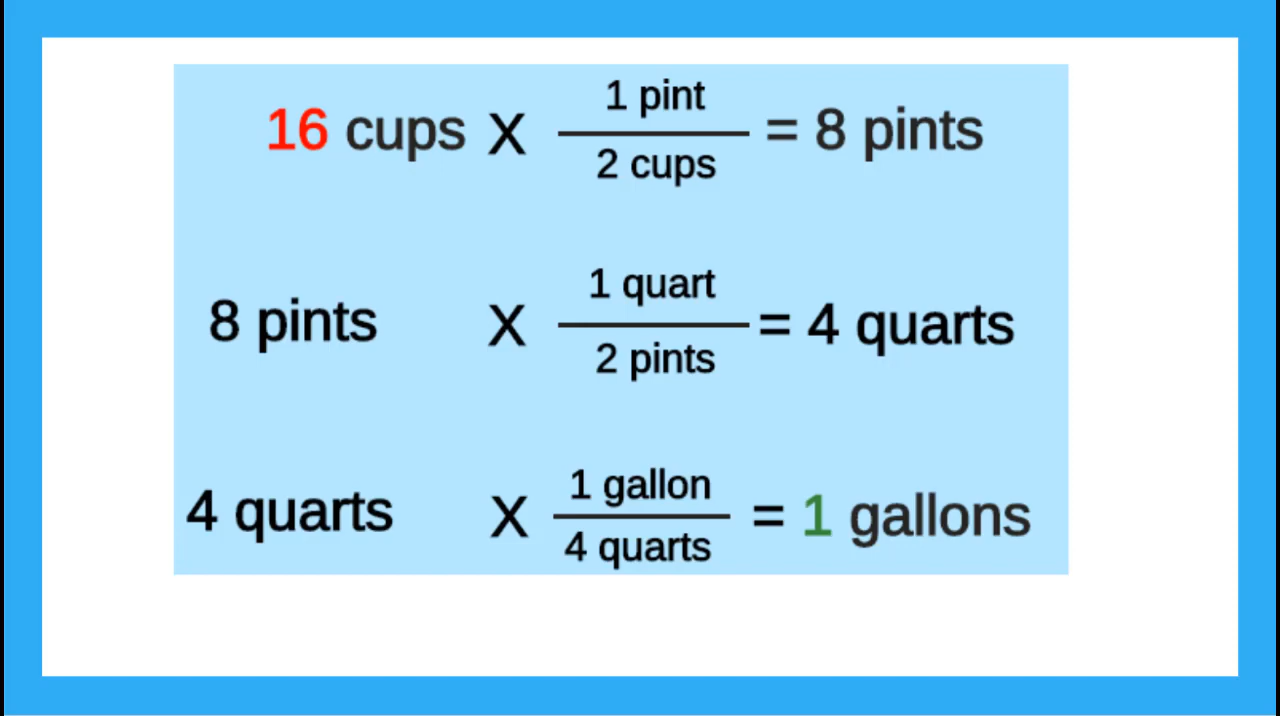 16 cups X 1 pint / 2 cups = 8 pints
8 pints X 1 quart / 2 pints = 4 quarts
4 quarts X 1 gallon / 4 quarts = 1 gallons